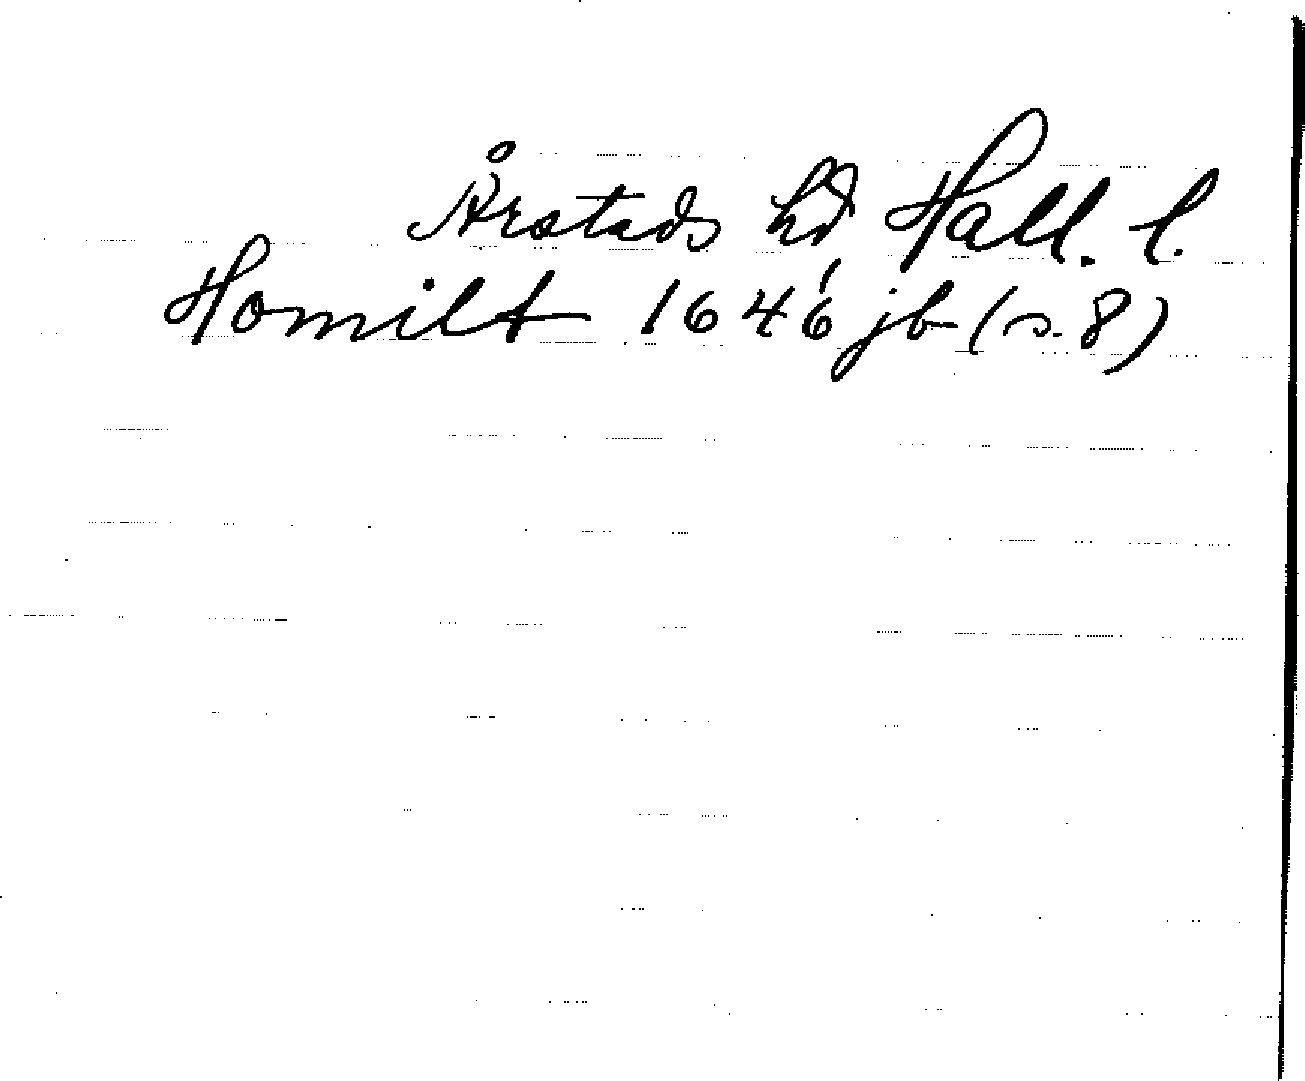 Årstads hd Hall. l.
Homilt 1646 jb (s. 8)